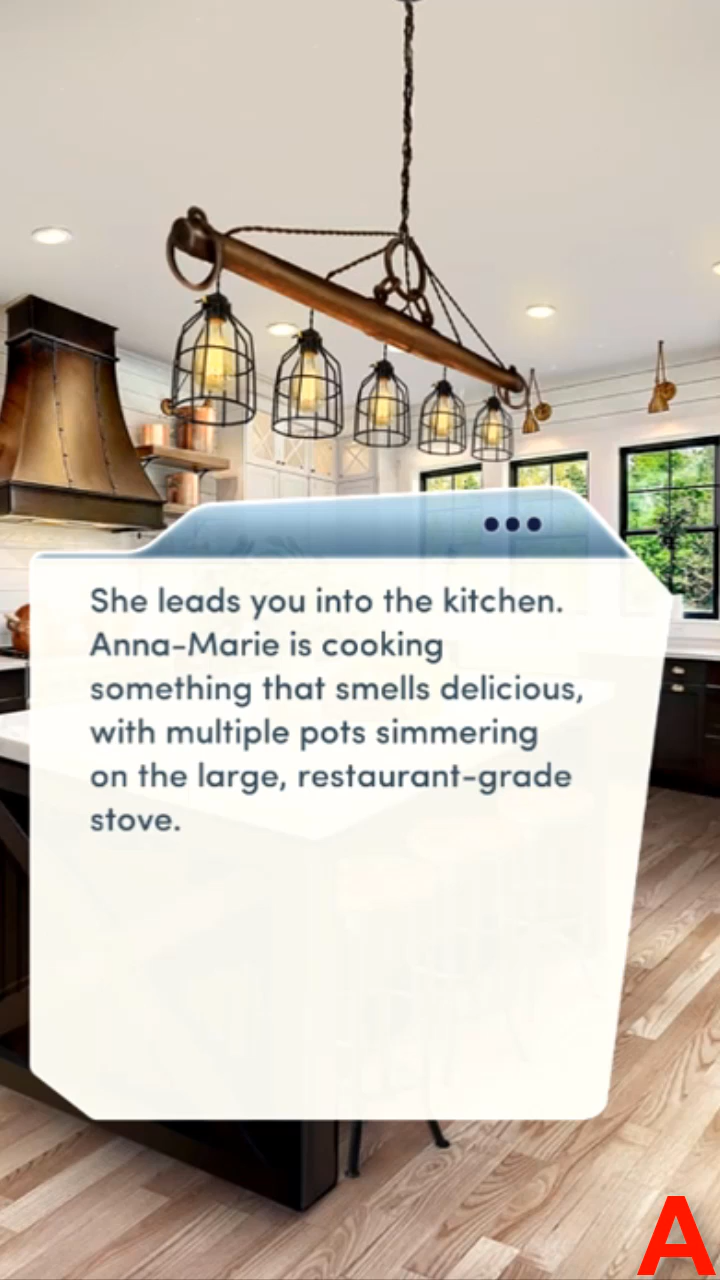 She leads you into the kitchen.
Anna-Marie is cooking
something that smells delicious,
with multiple pots simmering
on the large, restaurant-grade
stove.
A